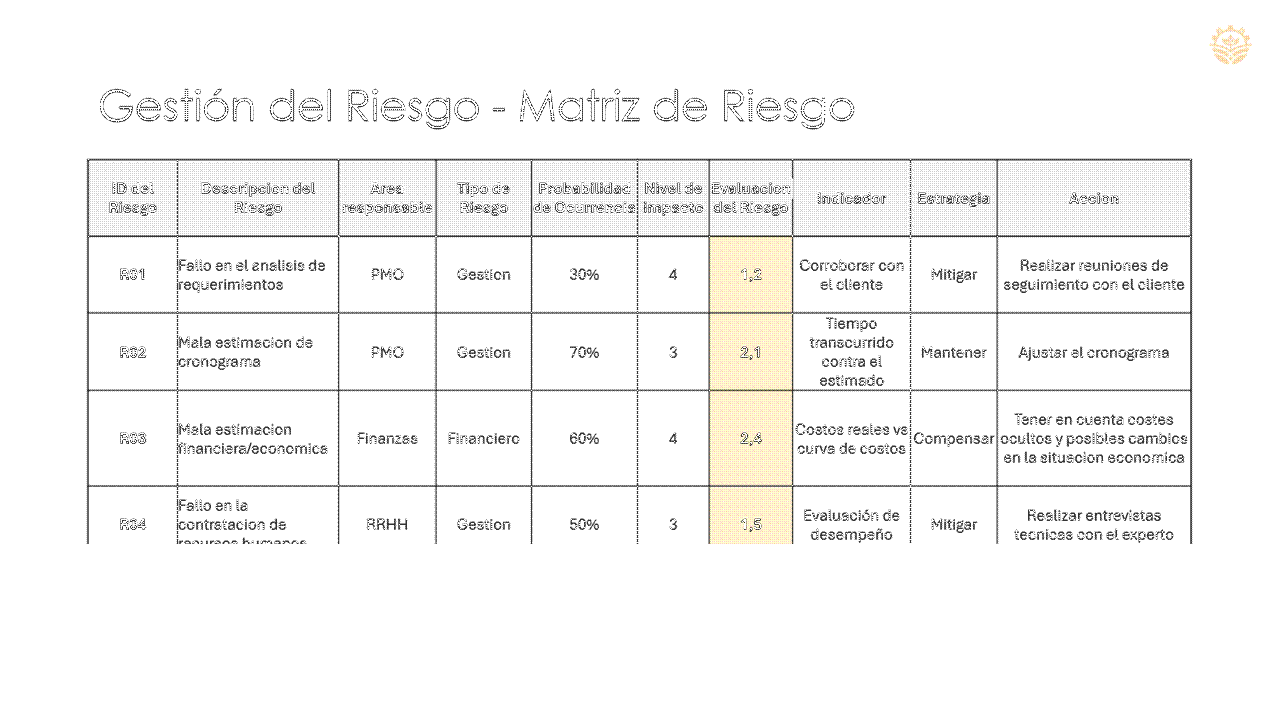 Gestión del Riesgo - Matriz de Riesgo
ID del Riesgo Descripcion del Riesgo Area responsable Tipo de Riesgo Probabilidad de Ocurrencia Nivel de impacto Evaluacion del Riesgo Indicador Estrategia Accion
R01 Fallo en el analisis de requerimientos PMO Gestion 30% 4 1,2 Corroborar con el cliente Mitigar Realizar reuniones de seguimiento con el cliente
R02 Mala estimacion de cronograma PMO Gestion 70% 3 2,1 Tiempo transcurrido contra el estimado Mantener Ajustar el cronograma
R03 Mala estimacion financiera/economica Finanzas Financiero 60% 4 2,4 Costos reales vs curva de costos Compensar Tener en cuenta costes ocultos y posibles cambios en la situacion economica
R04 Fallo en la contratacion de recursos humanos RRHH Gestion 50% 3 1,5 Evaluación de desempeño Mitigar Realizar entrevistas tecnicas con el experto